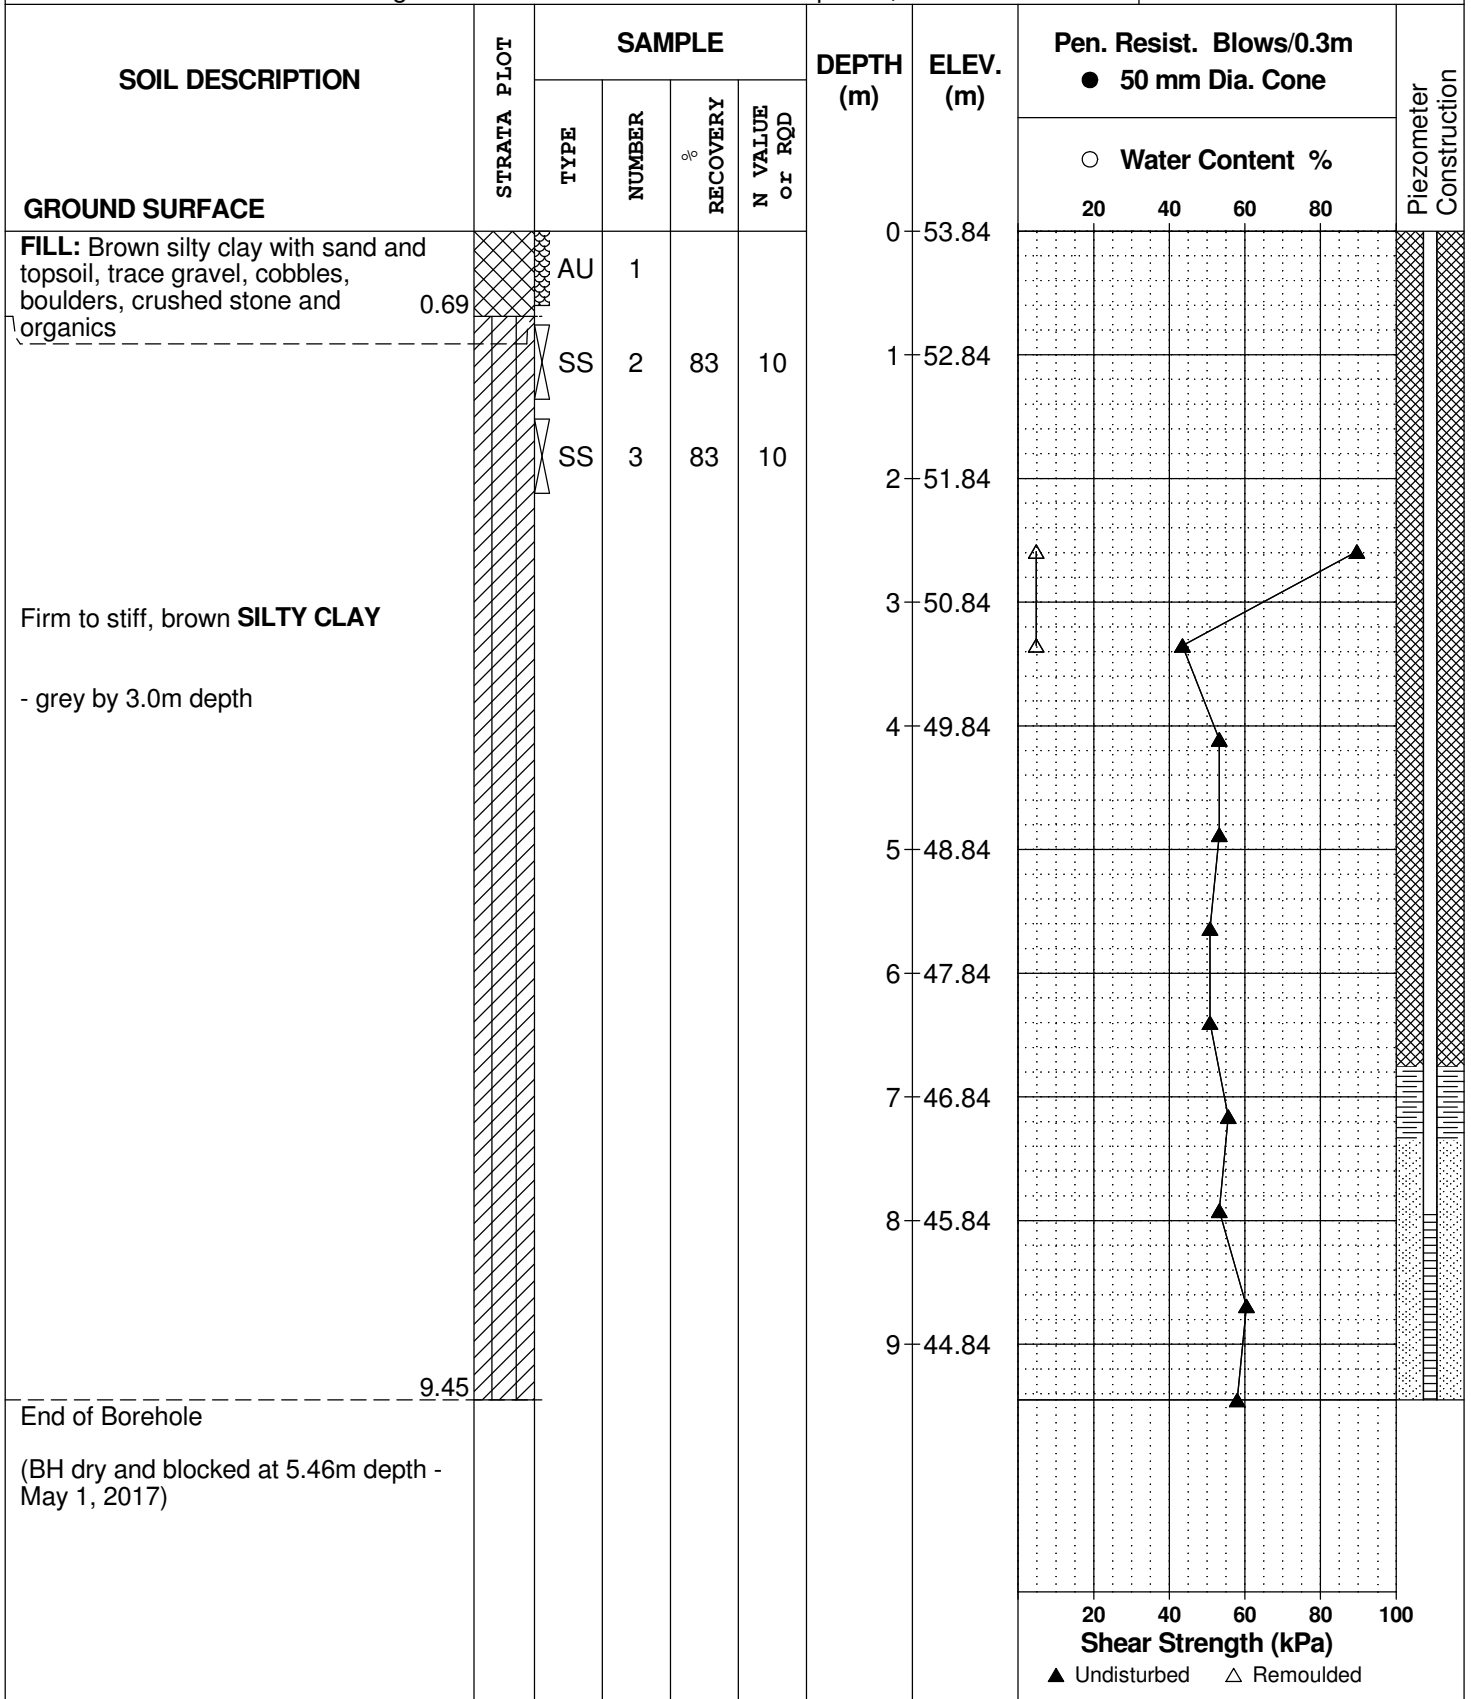 SOIL DESCRIPTION
GROUND SURFACE
STRATA PLOT
SAMPLE
TYPE
NUMBER
%
RECOVERY
N VALUE
or RQD
DEPTH
(m)
ELEV.
(m)
Pen. Resist. Blows/0.3m
● 50 mm Dia. Cone
○ Water Content %
20 40 60 80
Piezometer
Construction
FILL: Brown silty clay with sand and
topsoil, trace gravel, cobbles,
boulders, crushed stone and
organics
0.69
AU 1
SS 2 83 10
SS 3 83 10
0 53.84
1 52.84
2 51.84
3 50.84
4 49.84
5 48.84
6 47.84
7 46.84
8 45.84
9 44.84
Firm to stiff, brown SILTY CLAY
- grey by 3.0m depth
9.45
End of Borehole
(BH dry and blocked at 5.46m depth -
May 1, 2017)
20 40 60 80 100
Shear Strength (kPa)
▲ Undisturbed △ Remoulded